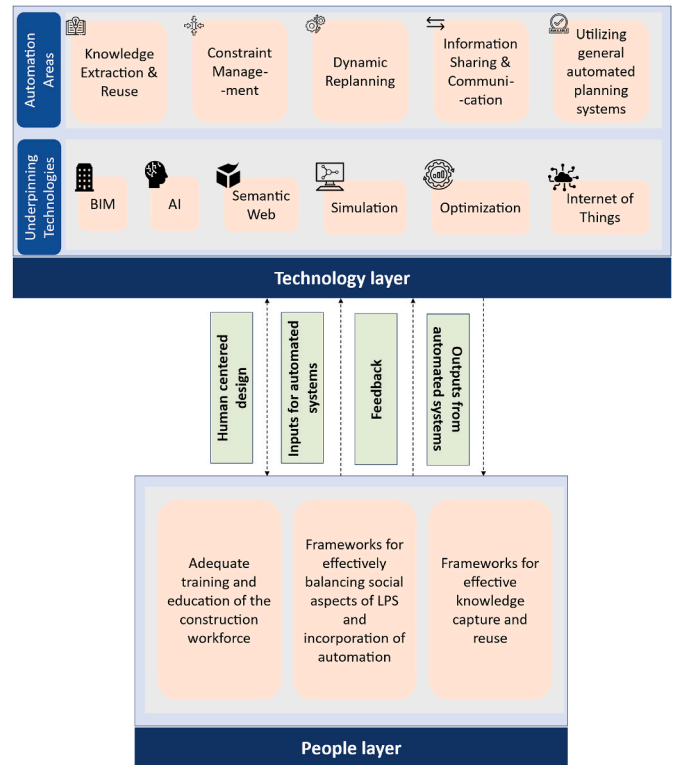 Automation
Areas
Knowledge
Extraction &
Reuse
Constraint
Manage-
-ment
Dynamic
Replanning
Information
Sharing &
Communi-
-cation
Utilizing
general
automated
planning
systems
Underpinning
Technologies
BIM
AI
Semantic
Web
Simulation
Optimization
Internet of
Things
Technology layer
Human centered
design
Inputs for automated
systems
Feedback
Outputs from
automated systems
Adequate
training and
education of the
construction
workforce
Frameworks for
effectively
balancing social
aspects of LPS
and
incorporation of
automation
Frameworks for
effective
knowledge
capture and
reuse
People layer